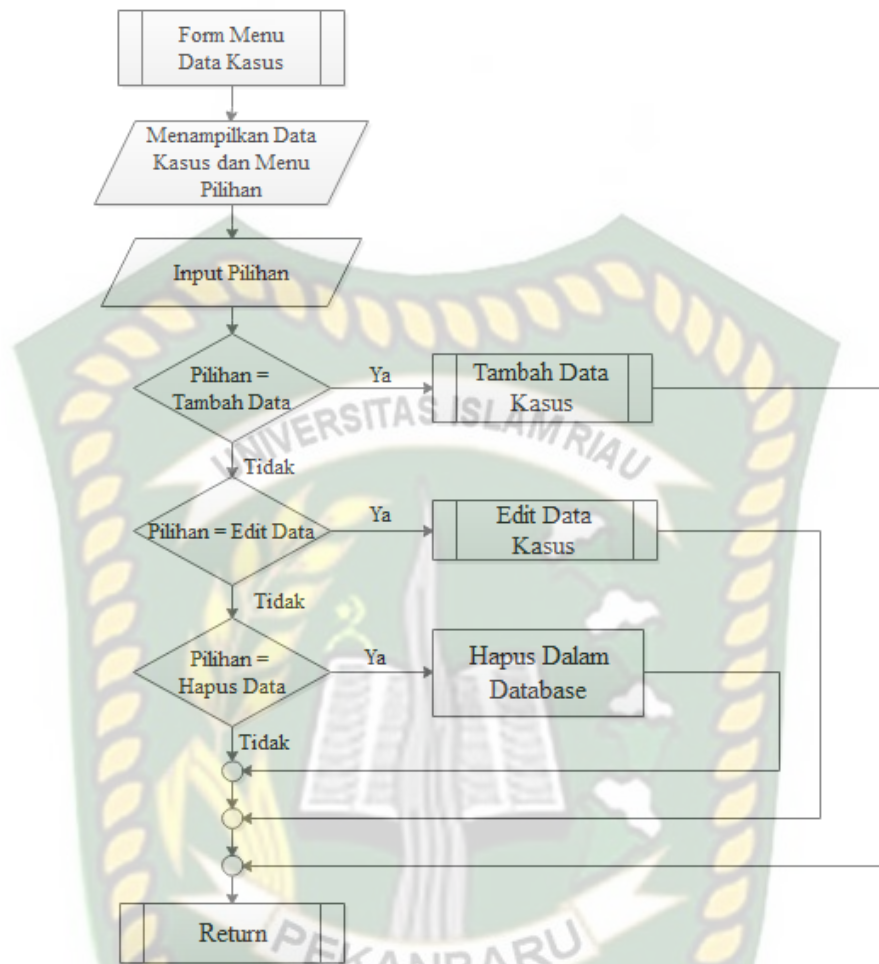 Form Menu
Data Kasus
Menampilkan Data
Kasus dan Menu
Pilihan
Input Pilihan
Pilihan =
Tambah Data
Ya
Tambah Data
Kasus
UNIVERSITAS ISLAM RIAU
Tidak
Pilihan = Edit Data
Ya
Edit Data
Kasus
Tidak
Pilihan =
Hapus Data
Ya
Hapus Dalam
Database
Tidak
Return
PEKANBARU